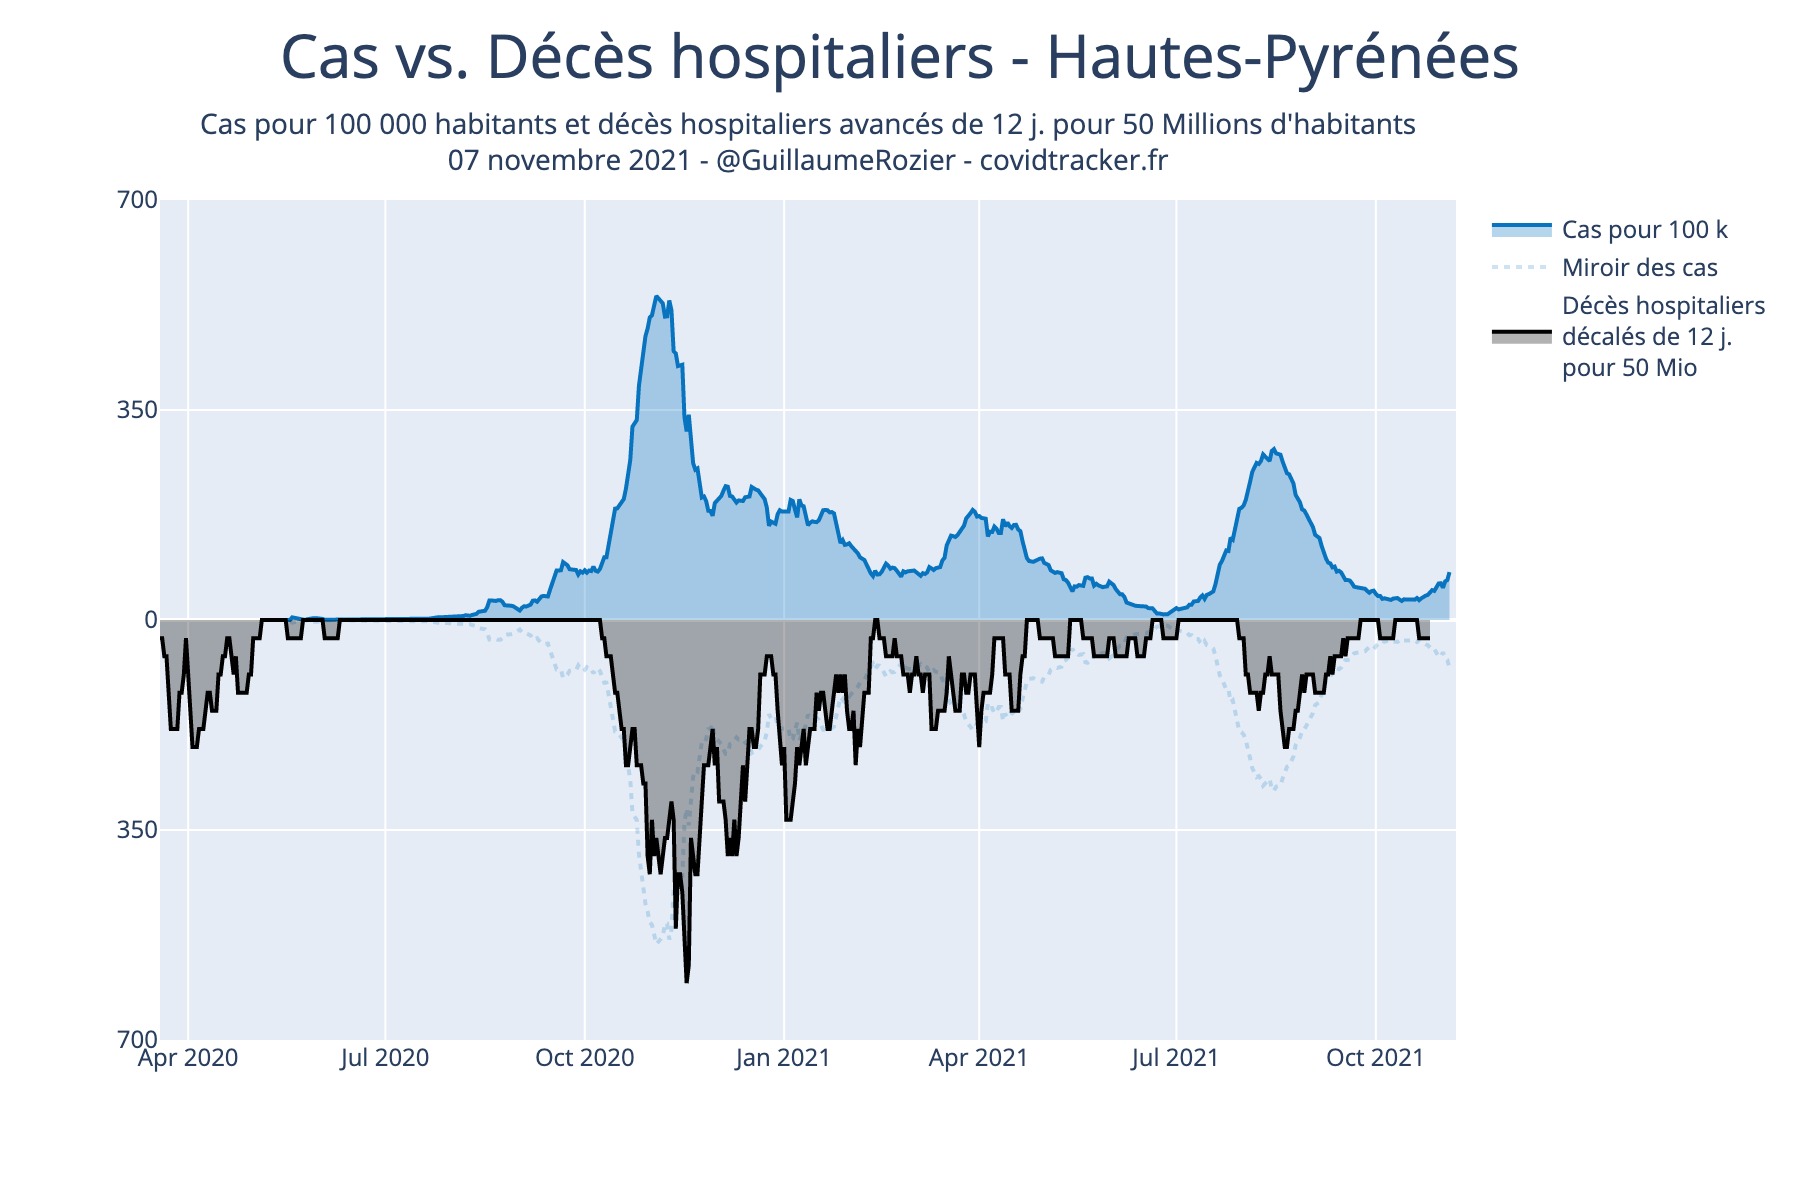 Cas vs. Décès hospitaliers - Hautes-Pyrénées
Cas pour 100 000 habitants et décès hospitaliers avancés de 12 j. pour 50 Millions d'habitants
07 novembre 2021 - @GuillaumeRozier - covidtracker.fr
700
350
0
350
700
Apr 2020
Jul 2020
Oct 2020
Jan 2021
Apr 2021
Jul 2021
Oct 2021
Cas pour 100 k
Miroir des cas
Décès hospitaliers
décalés de 12 j.
pour 50 Mio